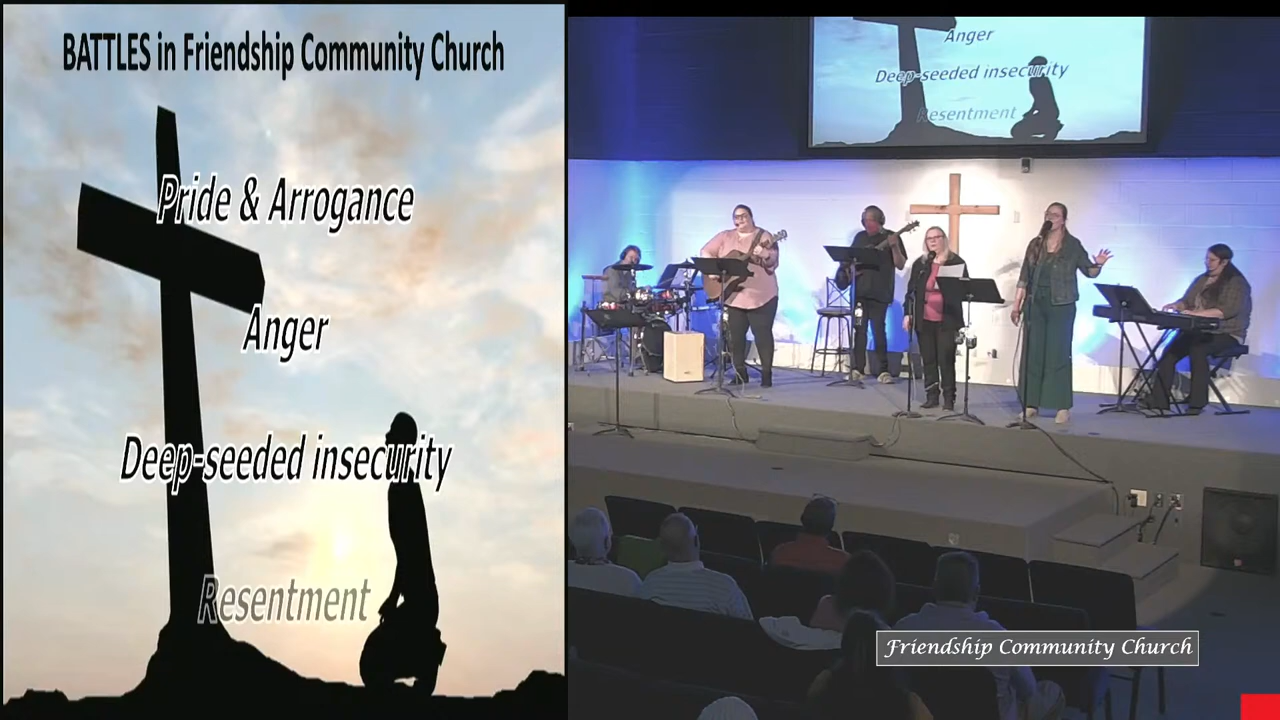 BATTLES in Friendship Community Church
Pride & Arrogance
Anger
Deep-seeded insecurity
Resentment
Anger
Deep-seeded insecurity
Resentment
Friendship Community Church